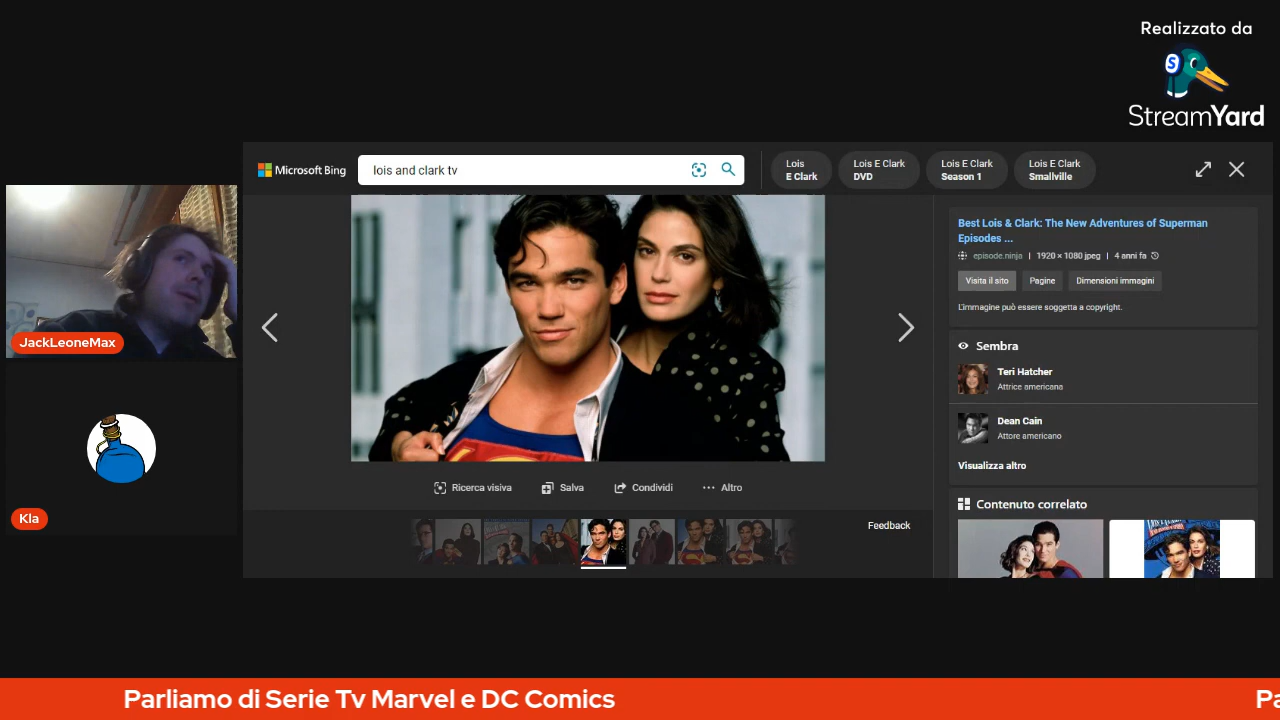 Realizzato da
StreamYard
Microsoft Bing
lois and clark tv
Lois
E Clark
Lois E Clark
DVD
Lois E Clark
Season 1
Lois E Clark
Smallville
Best Lois & Clark: The New Adventures of Superman
Episodes ...
episode.ninja | 1920 × 1080 jpeg | 4 anni fa
Visita il sito
Pagine
Dimensioni immagini
L'immagine può essere soggetta a copyright.
Sembra
Teri Hatcher
Attrice americana
Dean Cain
Attore americano
Visualizza altro
Contenuto correlato
Ricerca visiva
Salva
Condividi
Altro
Feedback
JackLeoneMax
Kla
Parliamo di Serie Tv Marvel e DC Comics
Pa